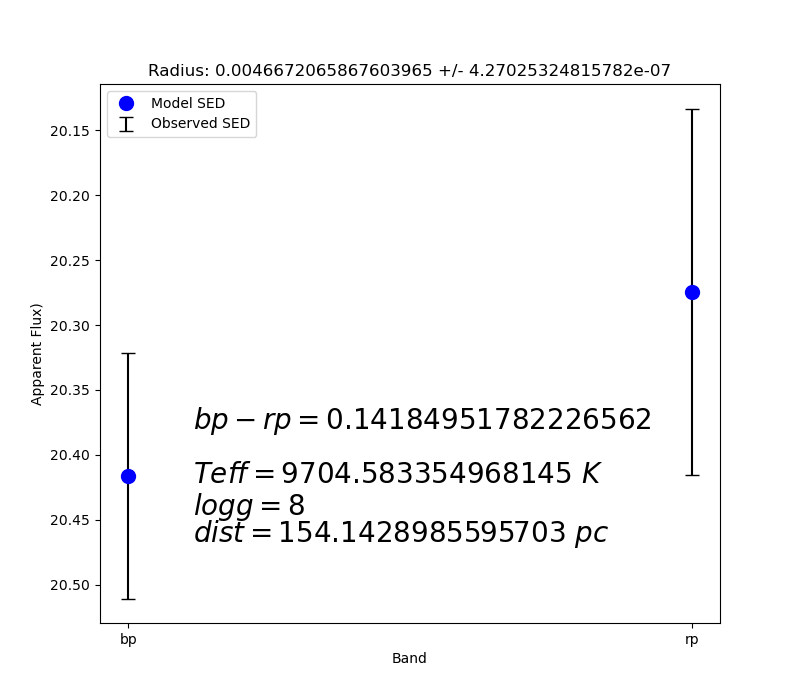 Radius: 0.0046672065867603965 +/- 4.27025324815782e-07
Model SED
Observed SED
20.15
20.20
20.25
20.30
20.35
20.40
20.45
20.50
Apparent Flux)
bp − rp = 0.14184951782226562
Teff = 9704.583354968145 K
logg = 8
dist = 154.1428985595703 pc
bp
rp
Band